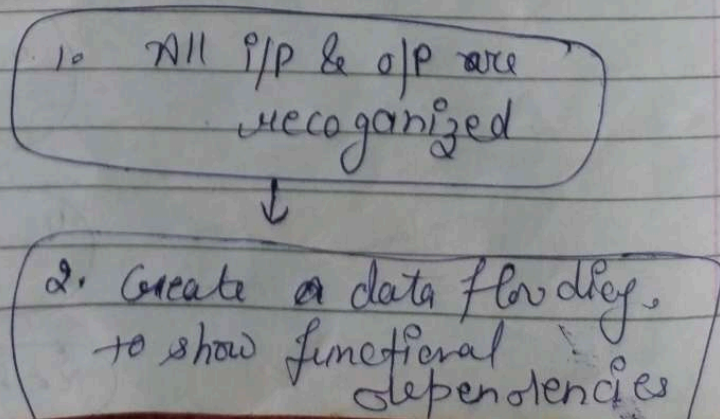 1. All i/p & o/p are
recoganized
2. Create a data flow diag.
to show functional
dependencies